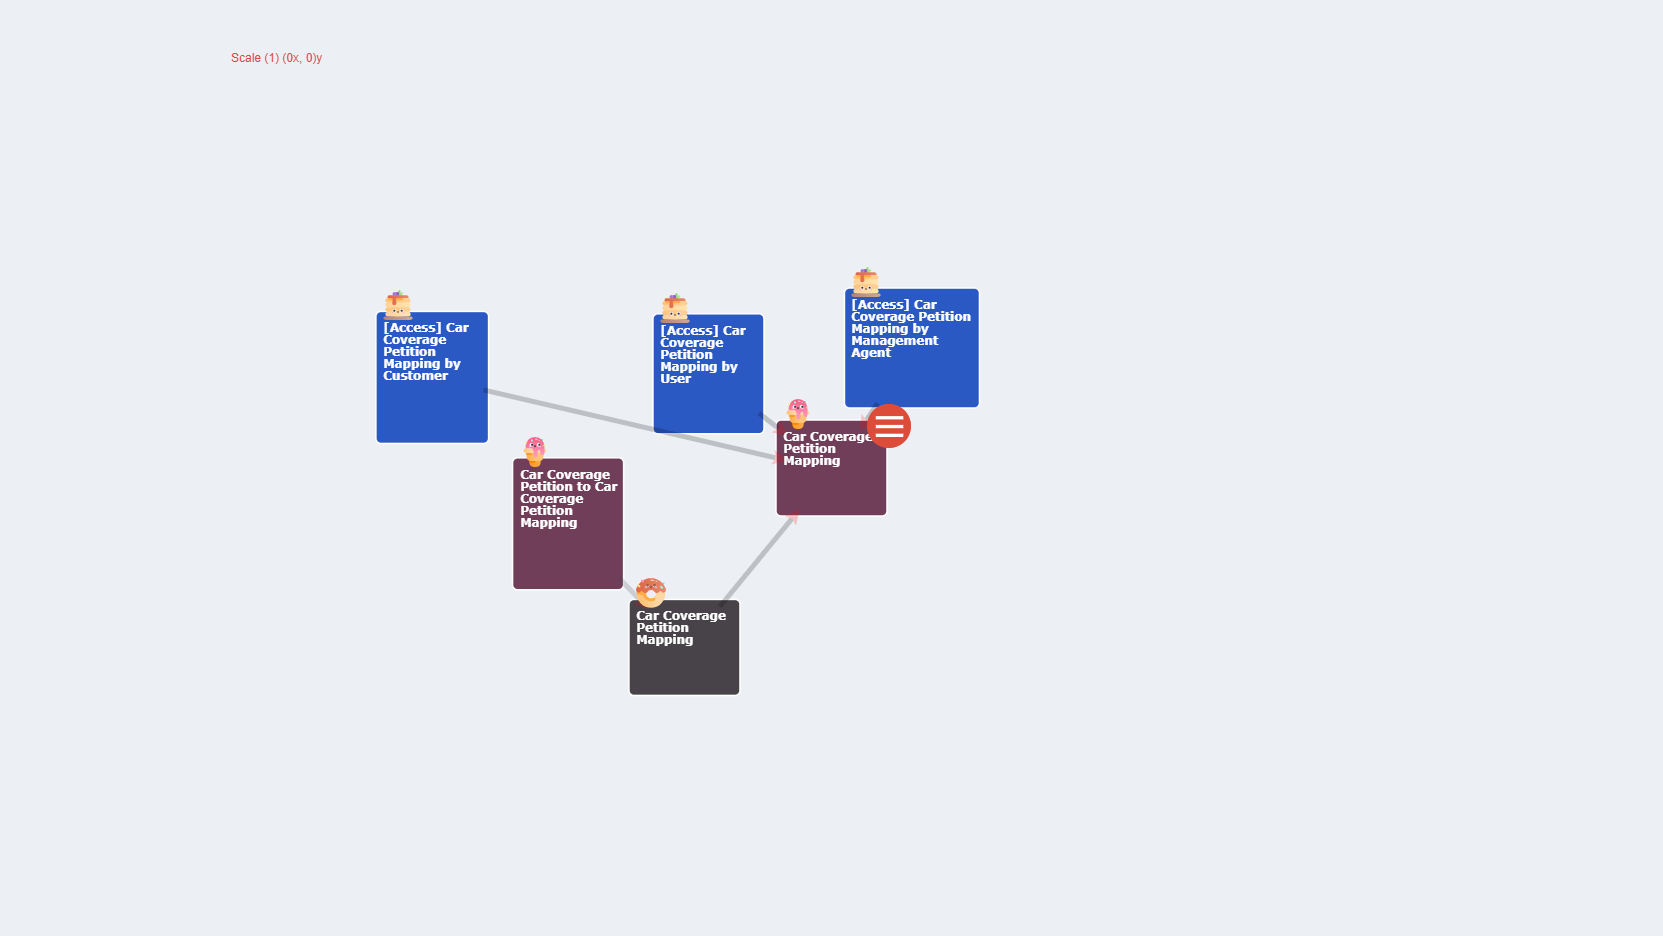 Scale (1) (0x, 0)y
[Access] Car
Coverage
Petition
Mapping by
Customer
[Access] Car
Coverage
Petition
Mapping by
User
[Access] Car
Coverage Petition
Mapping by
Management
Agent
Car Coverage
Petition
Mapping
Car Coverage
Petition to Car
Coverage
Petition
Mapping
Car Coverage
Petition
Mapping